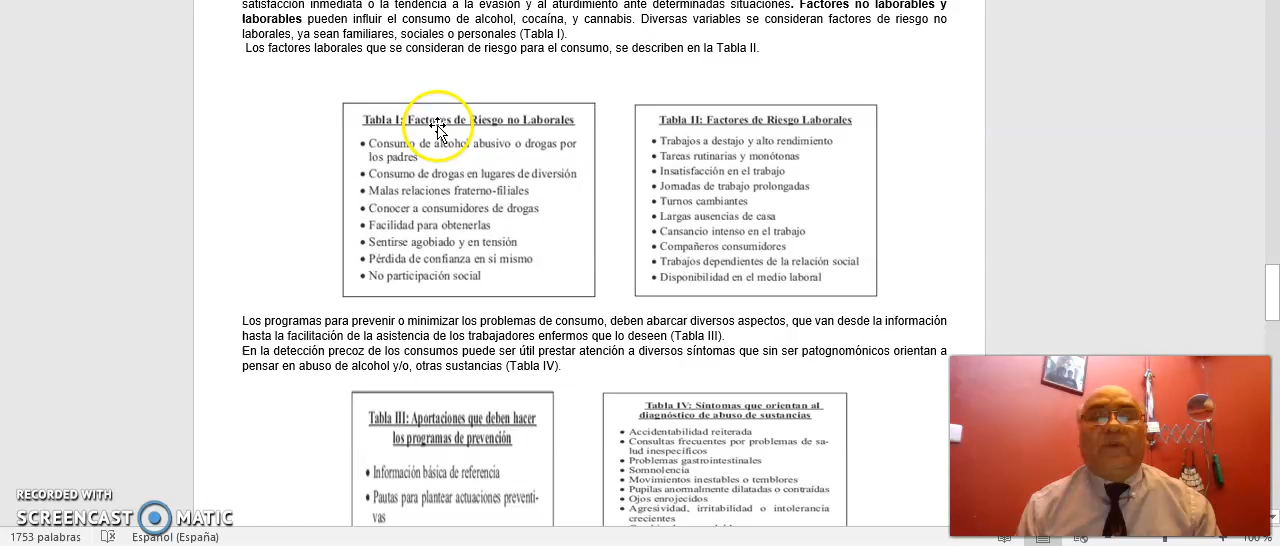 satisfacción inmediata o la tendencia a la evasión y al aturdimiento ante determinadas situaciones. Factores no laborables y
laborables pueden influir el consumo de alcohol, cocaína, y cannabis. Diversas variables se consideran factores de riesgo no
laborales, ya sean familiares, sociales o personales (Tabla I).
Los factores laborales que se consideran de riesgo para el consumo, se describen en la Tabla II.
Tabla I: Factores de Riesgo no Laborales
• Consumo de alcohol abusivo o drogas por
los padres
• Consumo de drogas en lugares de diversión
• Malas relaciones fraterno-filiales
• Conocer a consumidores de drogas
• Facilidad para obtenerlas
• Sentirse agobiado y en tensión
• Pérdida de confianza en sí mismo
• No participación social
Tabla II: Factores de Riesgo Laborales
• Trabajos a destajo y alto rendimiento
• Tareas rutinarias y monótonas
• Insatisfacción en el trabajo
• Jornadas de trabajo prolongadas
• Turnos cambiantes
• Largas ausencias de casa
• Cansancio intenso en el trabajo
• Compañeros consumidores
• Trabajos dependientes de la relación social
• Disponibilidad en el medio laboral
Los programas para prevenir o minimizar los problemas de consumo, deben abarcar diversos aspectos, que van desde la información
hasta la facilitación de la asistencia de los trabajadores enfermos que lo deseen (Tabla III).
En la detección precoz de los consumos puede ser útil prestar atención a diversos síntomas que sin ser patognomónicos orientan a
pensar en abuso de alcohol y/o, otras sustancias (Tabla IV).
Tabla III: Aportaciones que deben hacer
los programas de prevención
• Información básica de referencia
• Pautas para plantear actuaciones preventi-
vas
Tabla IV: Síntomas que orientan al
diagnóstico de abuso de sustancias
• Accidentabilidad reiterada
• Consultas frecuentes por problemas de sa-
lud inespecíficos
• Problemas gastrointestinales
• Somnolencia
• Movimientos inestables o temblores
• Pupilas anormalmente dilatadas o contraídas
• Ojos enrojecidos
• Agresividad, irritabilidad o intolerancia
crecientes
RECORDED WITH
SCREENCAST MATIC
1753 palabras
Español (España)
100 %